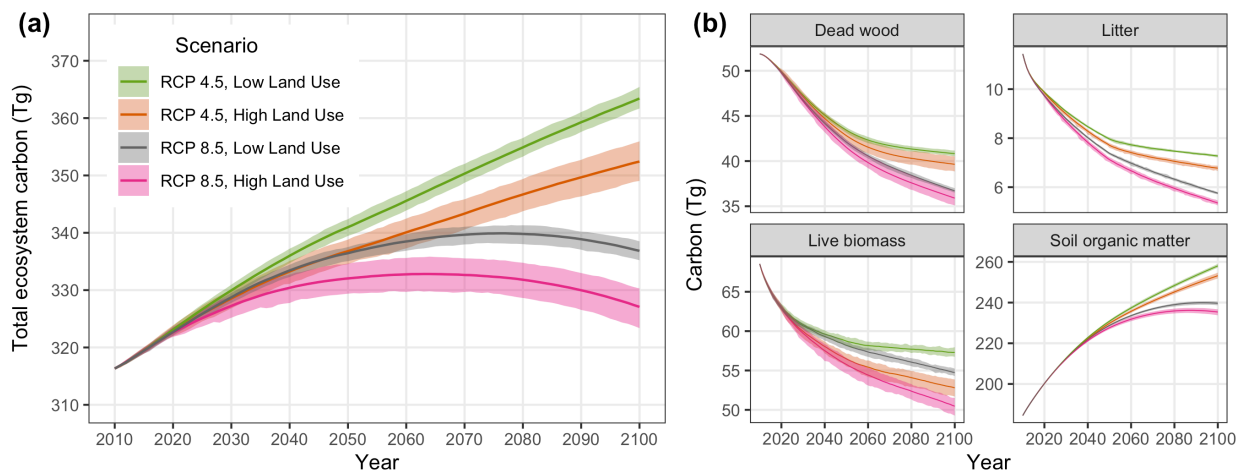 (a)
Total ecosystem carbon (Tg)
370
360
350
340
330
320
310
Scenario
RCP 4.5, Low Land Use
RCP 4.5, High Land Use
RCP 8.5, Low Land Use
RCP 8.5, High Land Use
2010 2020 2030 2040 2050 2060 2070 2080 2090 2100
Year
(b)
Carbon (Tg)
Dead wood
50
45
40
35
Litter
10
8
6
Live biomass
65
60
55
50
2020 2040 2060 2080 2100
Soil organic matter
260
240
220
200
2020 2040 2060 2080 2100
Year